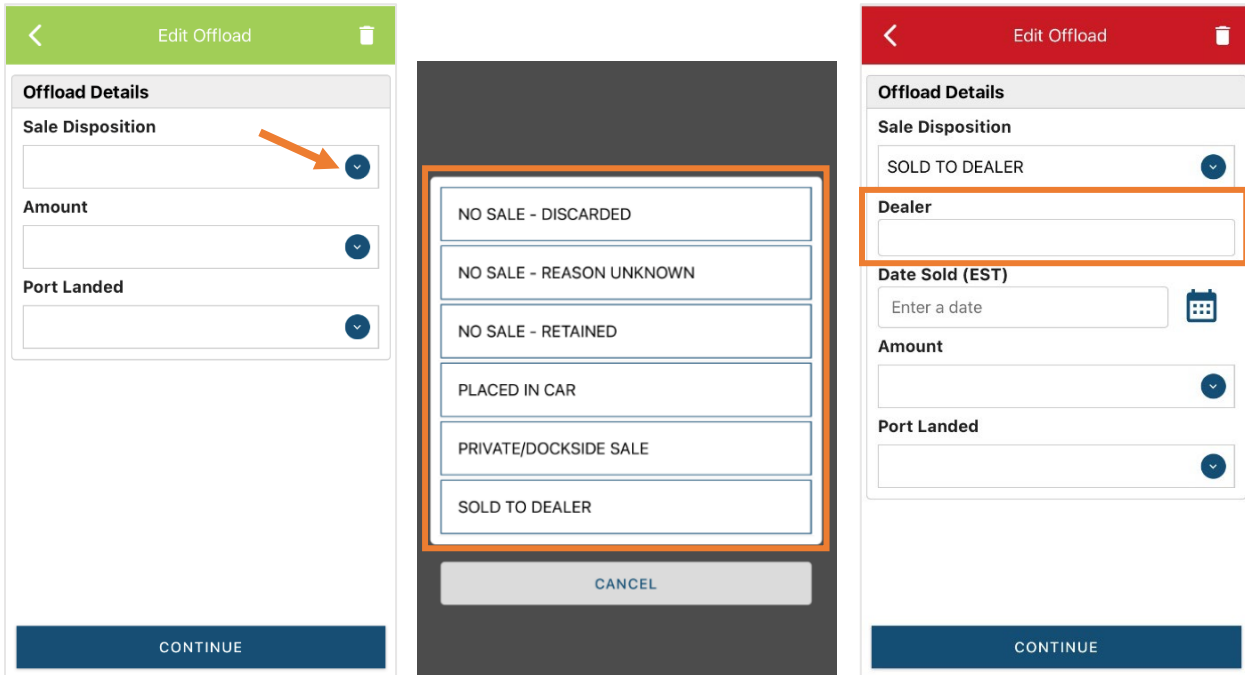 Edit Offload
Offload Details
Sale Disposition
Amount
Port Landed
CONTINUE
NO SALE - DISCARDED
NO SALE - REASON UNKNOWN
NO SALE - RETAINED
PLACED IN CAR
PRIVATE/DOCKSIDE SALE
SOLD TO DEALER
CANCEL
Edit Offload
Offload Details
Sale Disposition
SOLD TO DEALER
Dealer
Date Sold (EST)
Enter a date
Amount
Port Landed
CONTINUE